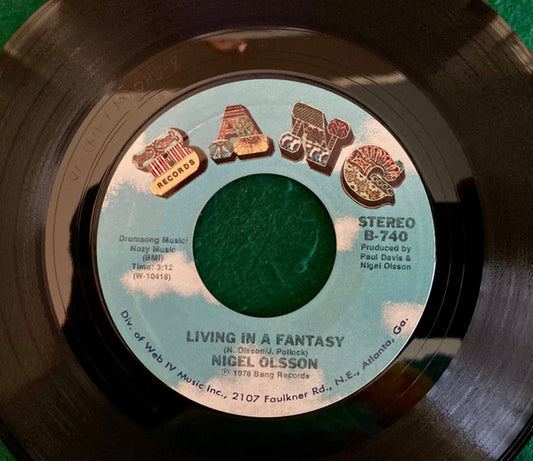 BANG
RECORDS
STEREO
B-740
Produced by
Paul Davis &
Nigel Olsson
Drumsong Music/
Nozy Music
(BMI)
Time: 3:12
(W-10418)
LIVING IN A FANTASY
(N. Olsson/J. Pollock)
NIGEL OLSSON
℗ 1978 Bang Records
Div. of Web IV Music Inc., 2107 Faulkner Rd., N.E., Atlanta, Ga.